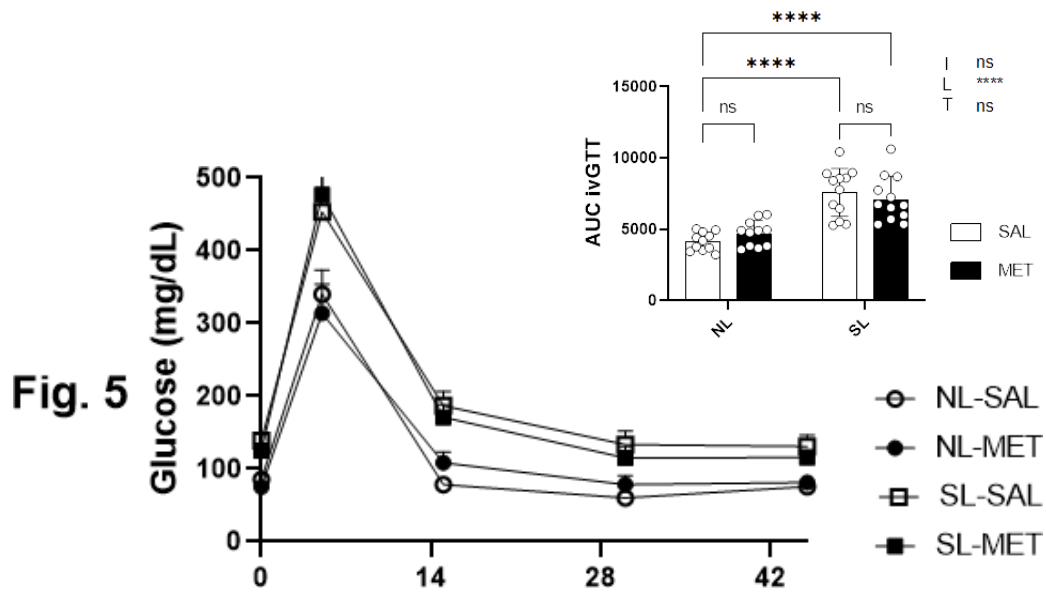 ****
****
I ns
L ****
T ns
15000
ns
ns
10000
AUC ivGTT
5000
0
NL
SL
SAL
MET
500
400
300
200
100
0
Glucose (mg/dL)
Fig. 5
NL-SAL
NL-MET
SL-SAL
SL-MET
0 14 28 42